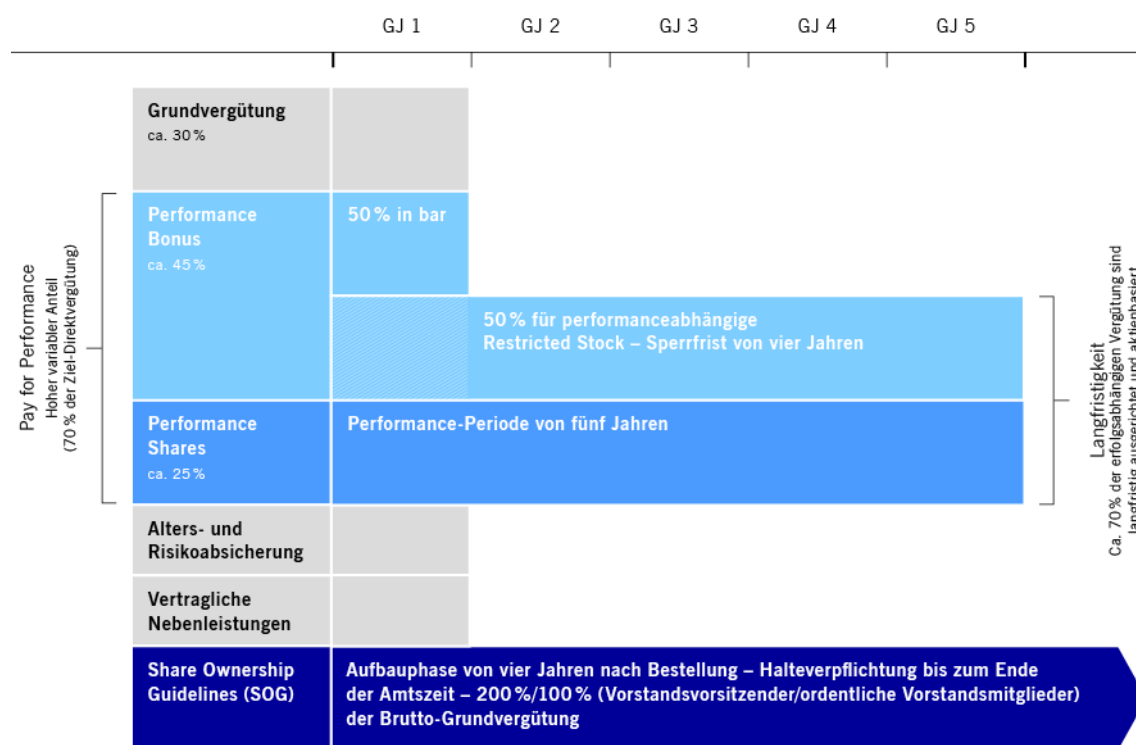 GJ 1 GJ 2 GJ 3 GJ 4 GJ 5
Grundvergütung
ca. 30 %
Pay for Performance
Hoher variabler Anteil
(70 % der Ziel-Direktvergütung)
Performance
Bonus
ca. 45 %
50 % in bar
50 % für performanceabhängige
Restricted Stock – Sperrfrist von vier Jahren
Performance
Shares
ca. 25 %
Performance-Periode von fünf Jahren
Langfristigkeit
Ca. 70 % der erfolgsabhängigen Vergütung sind
langfristig ausgerichtet und aktienbasiert
Alters- und
Risikoabsicherung
Vertragliche
Nebenleistungen
Share Ownership
Guidelines (SOG)
Aufbauphase von vier Jahren nach Bestellung – Halteverpflichtung bis zum Ende
der Amtszeit – 200 %/100 % (Vorstandsvorsitzender/ordentliche Vorstandsmitglieder)
der Brutto-Grundvergütung